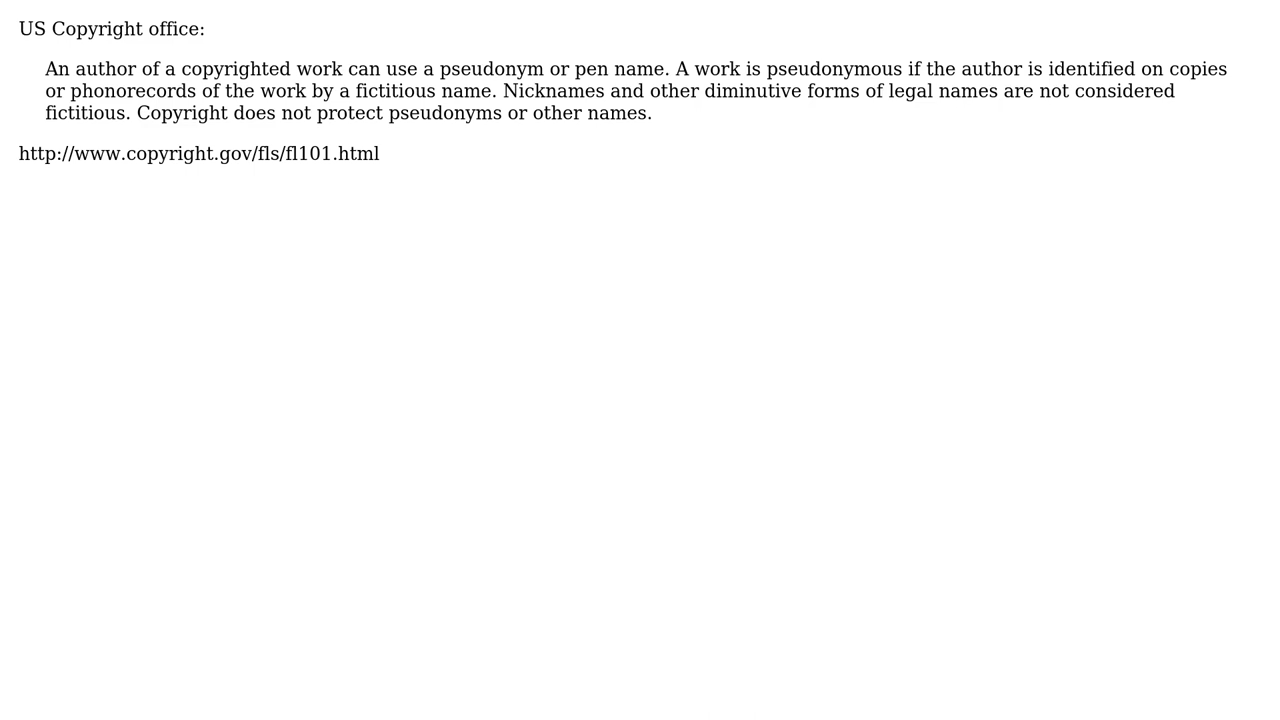 US Copyright office:
An author of a copyrighted work can use a pseudonym or pen name. A work is pseudonymous if the author is identified on copies
or phonorecords of the work by a fictitious name. Nicknames and other diminutive forms of legal names are not considered
fictitious. Copyright does not protect pseudonyms or other names.
http://www.copyright.gov/fls/fl101.html